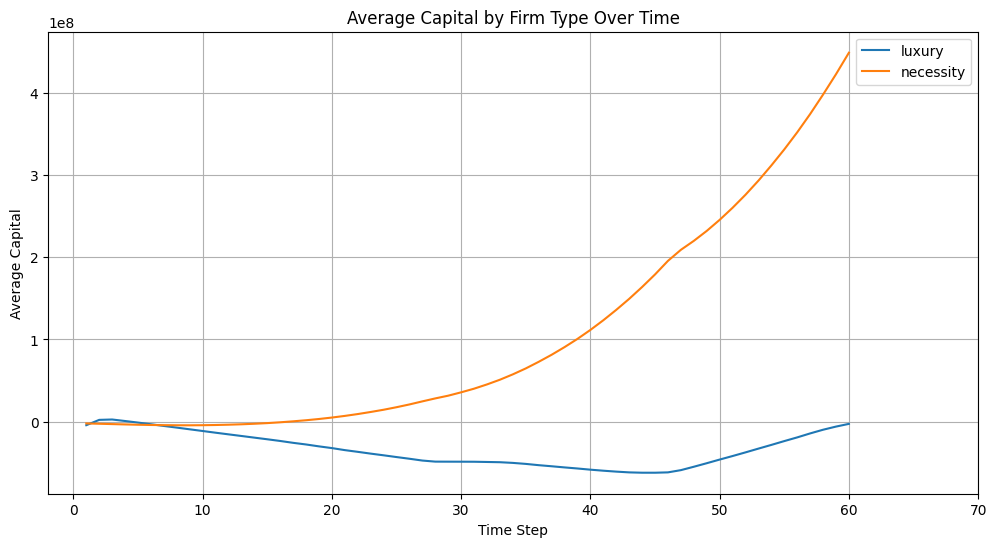 Average Capital by Firm Type Over Time
1e8
luxury
necessity
4
3
2
1
0
Average Capital
0 10 20 30 40 50 60 70
Time Step